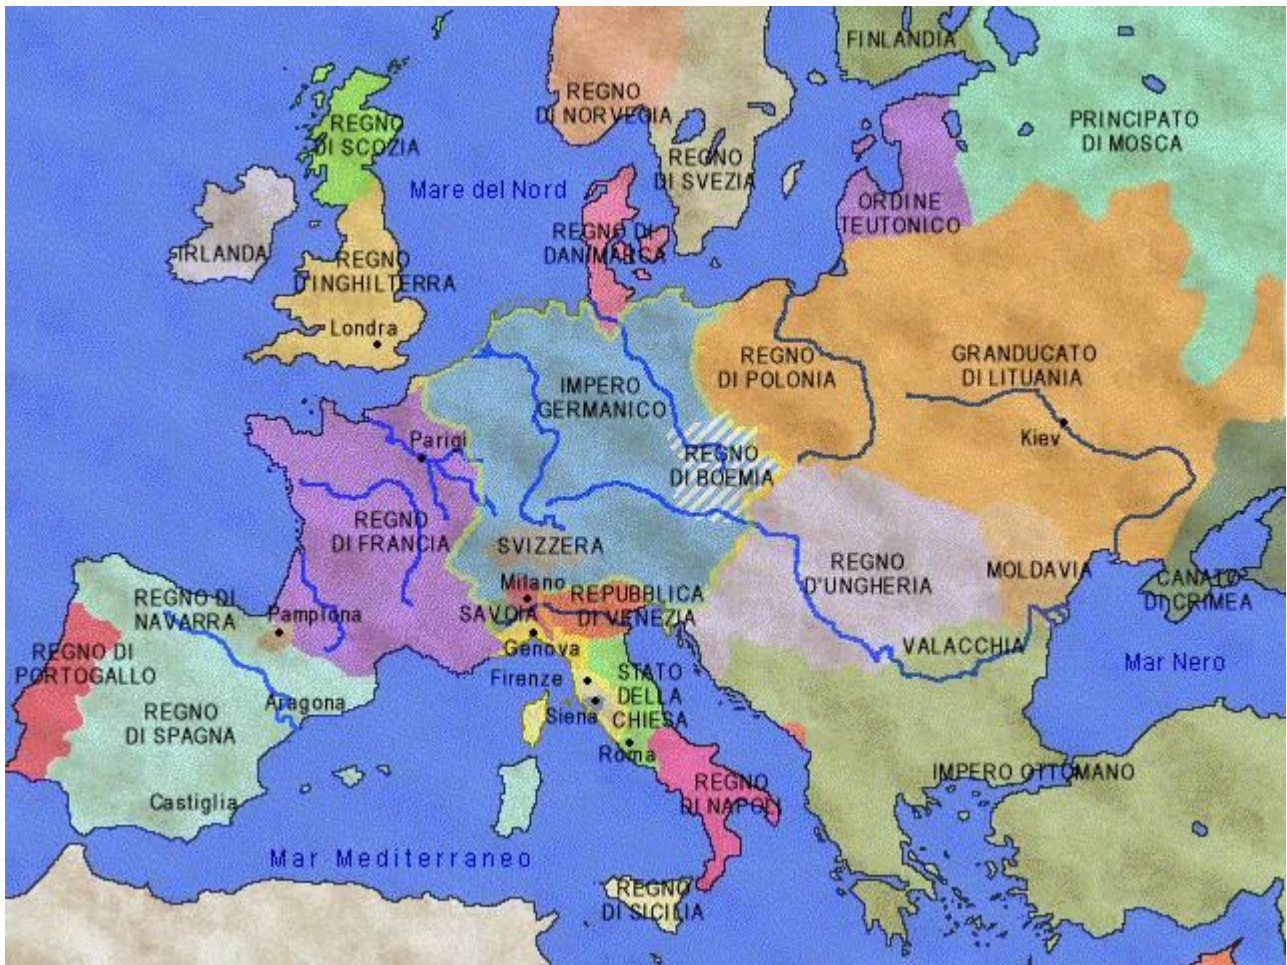 FINLANDIA
REGNO
DI NORVEGIA
REGNO
DI SCOZIA
PRINCIPATO
DI MOSCA
REGNO
DI SVEZIA
Mare del Nord
ORDINE
TEUTONICO
REGNO DI
DANIMARCA
IRLANDA
REGNO
D'INGHILTERRA
Londra
REGNO
DI POLONIA
GRANDUCATO
DI LITUANIA
IMPERO
GERMANICO
Kiev
Parigi
REGNO
DI BOEMIA
REGNO
DI FRANCIA
SVIZZERA
REGNO
D'UNGHERIA
MOLDAVIA
CANATO
DI CRIMEA
Milano
REPUBBLICA
DI VENEZIA
REGNO DI
NAVARRA
Pamplona
SAVOIA
Genova
VALACCHIA
Mar Nero
REGNO DI
PORTOGALLO
Firenze
STATO
DELLA
CHIESA
Aragona
Siena
REGNO
DI SPAGNA
Roma
IMPERO OTTOMANO
REGNO
DI NAPOLI
Castiglia
Mar Mediterraneo
REGNO
DI SICILIA